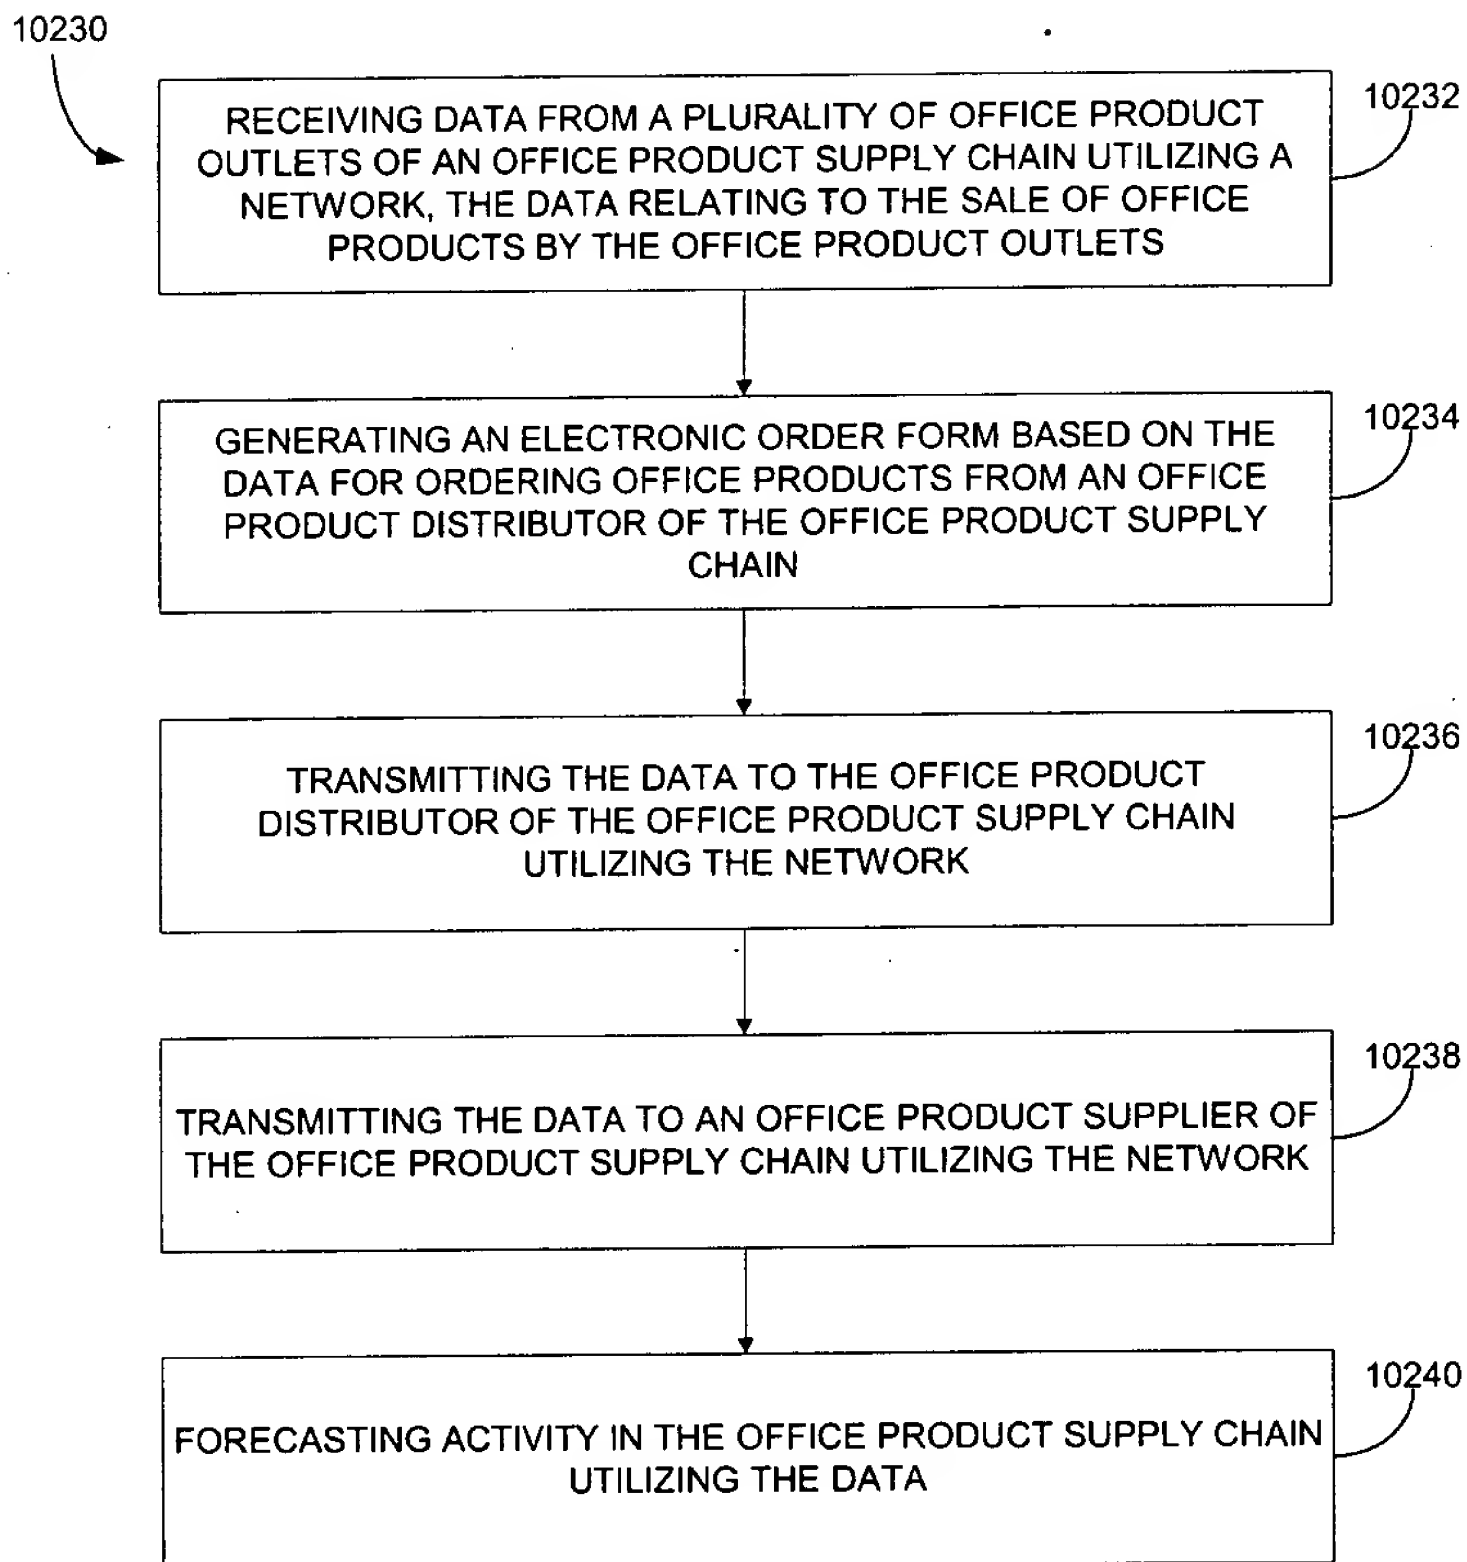 10230
10232
RECEIVING DATA FROM A PLURALITY OF OFFICE PRODUCT
OUTLETS OF AN OFFICE PRODUCT SUPPLY CHAIN UTILIZING A
NETWORK, THE DATA RELATING TO THE SALE OF OFFICE
PRODUCTS BY THE OFFICE PRODUCT OUTLETS
10234
GENERATING AN ELECTRONIC ORDER FORM BASED ON THE
DATA FOR ORDERING OFFICE PRODUCTS FROM AN OFFICE
PRODUCT DISTRIBUTOR OF THE OFFICE PRODUCT SUPPLY
CHAIN
10236
TRANSMITTING THE DATA TO THE OFFICE PRODUCT
DISTRIBUTOR OF THE OFFICE PRODUCT SUPPLY CHAIN
UTILIZING THE NETWORK
10238
TRANSMITTING THE DATA TO AN OFFICE PRODUCT SUPPLIER OF
THE OFFICE PRODUCT SUPPLY CHAIN UTILIZING THE NETWORK
10240
FORECASTING ACTIVITY IN THE OFFICE PRODUCT SUPPLY CHAIN
UTILIZING THE DATA